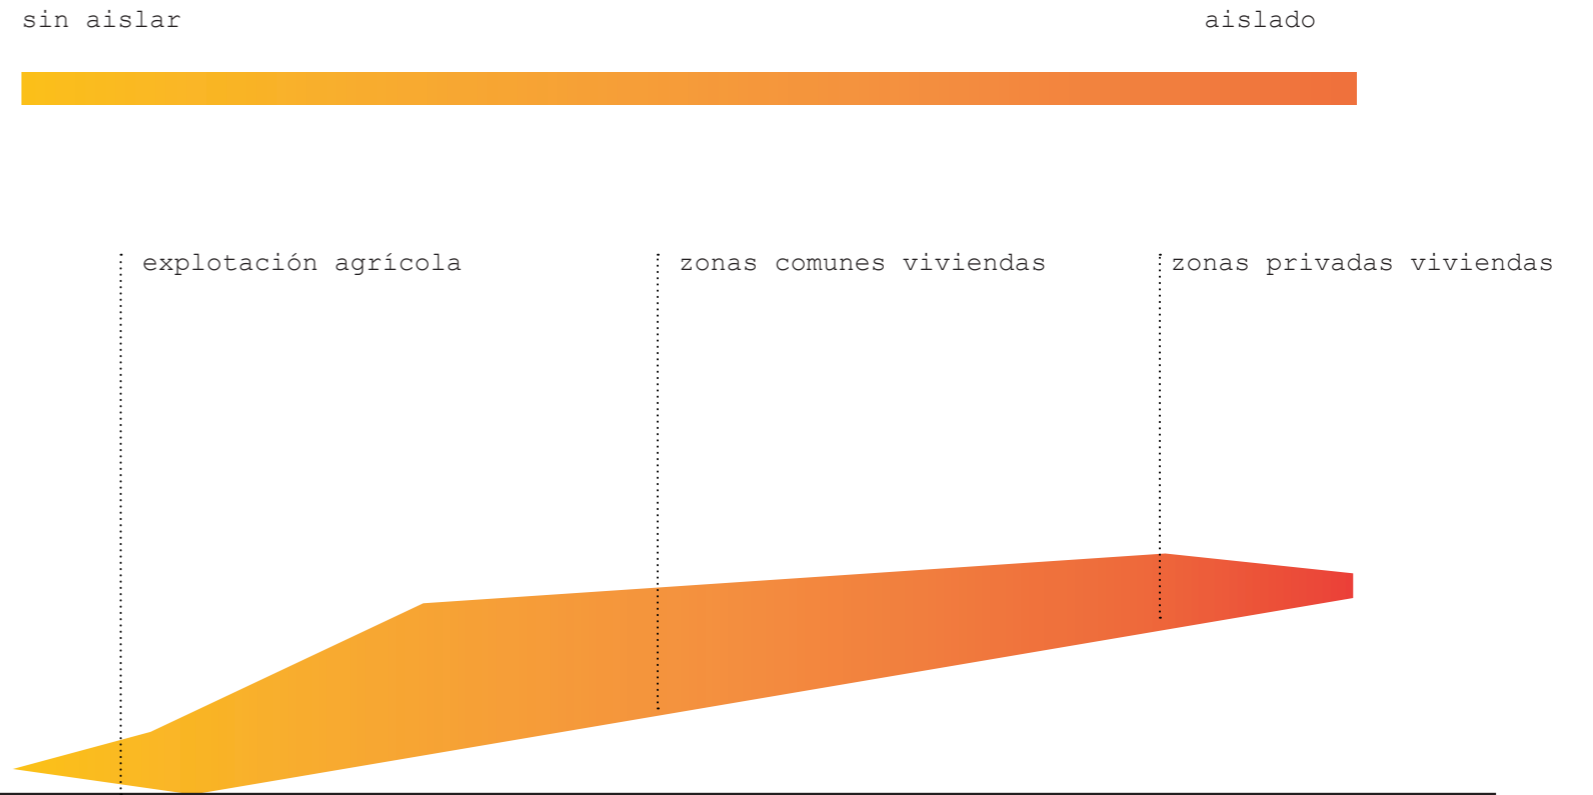 sin aislar
aislado
explotación agrícola
zonas comunes viviendas
zonas privadas viviendas